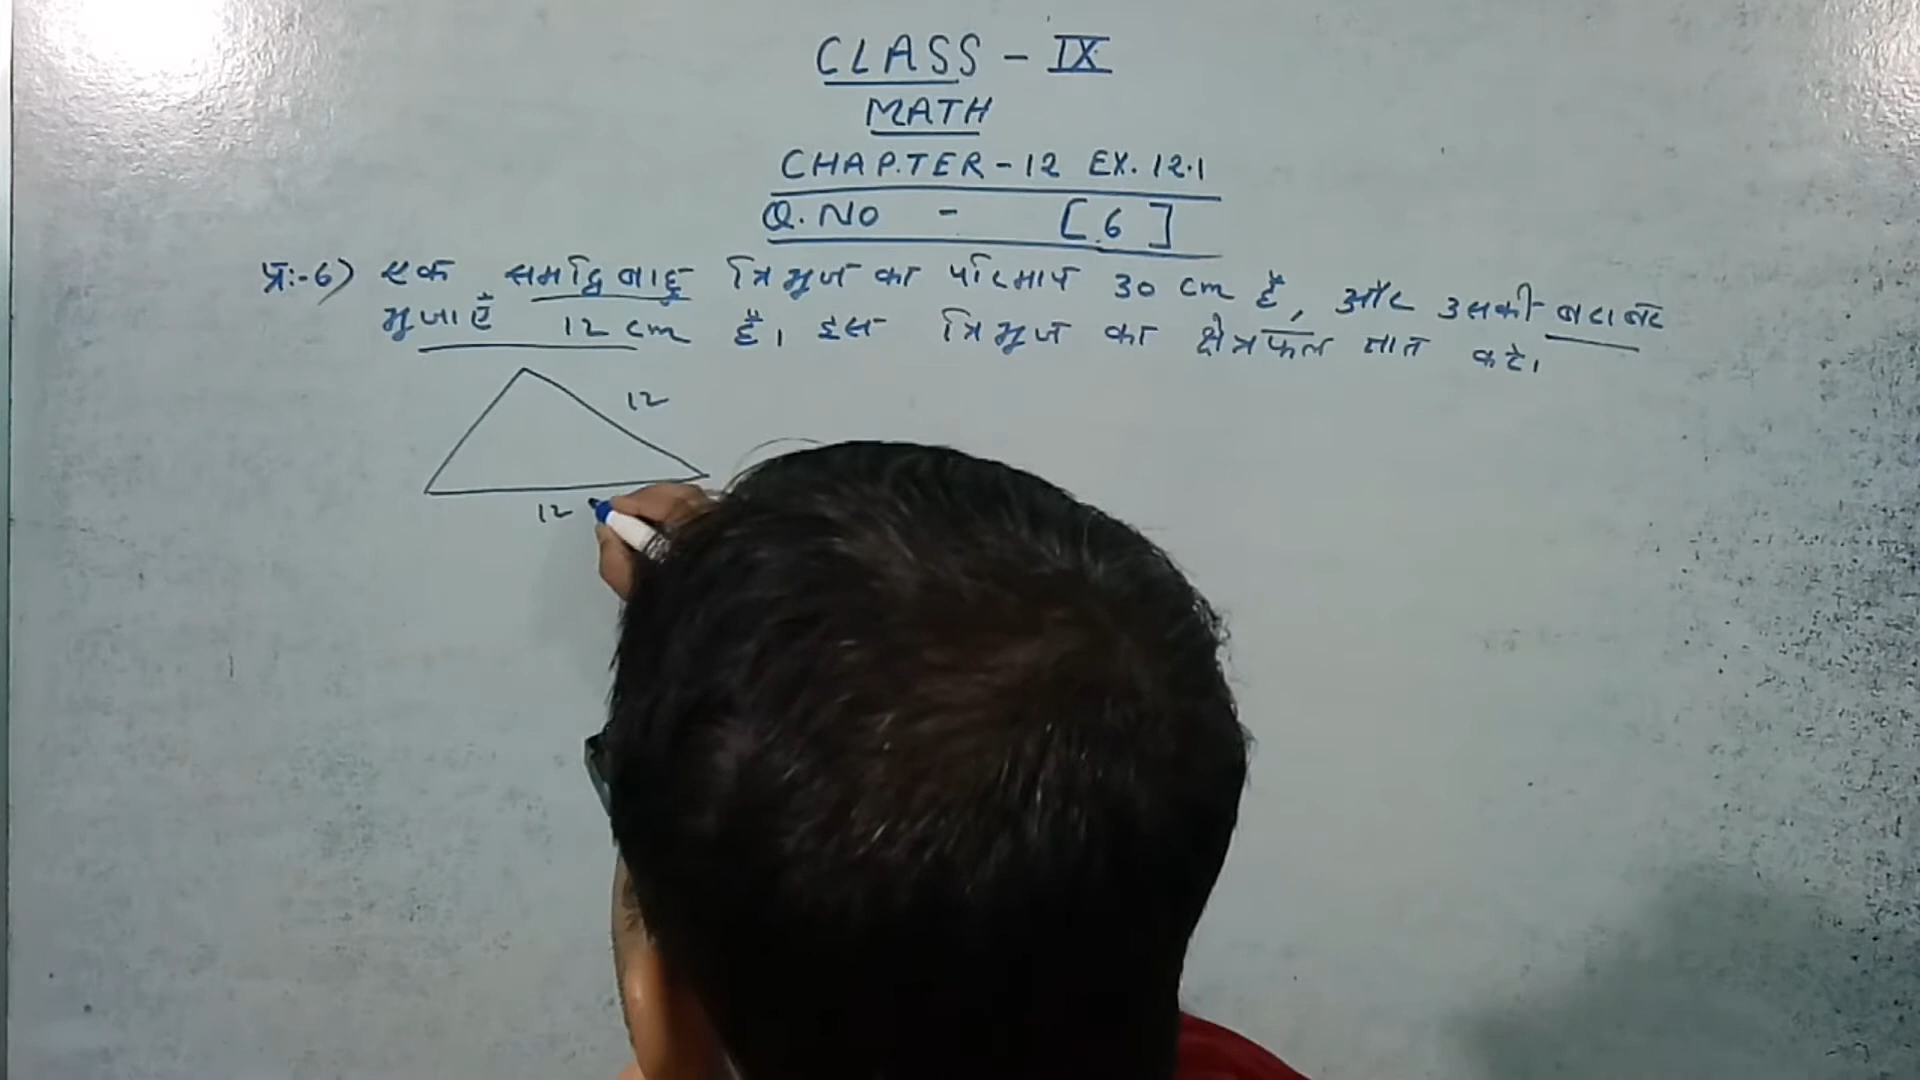 CLASS - IX
MATH
CHAPTER - 12 EX. 12.1
Q. NO - [6]
प्र:-6) एक समद्विबाहु त्रिभुज का परिमाप 30 cm है, और उसकी बराबर
भुजाएँ 12 cm है। इस त्रिभुज का क्षेत्रफल ज्ञात करे।
12
12